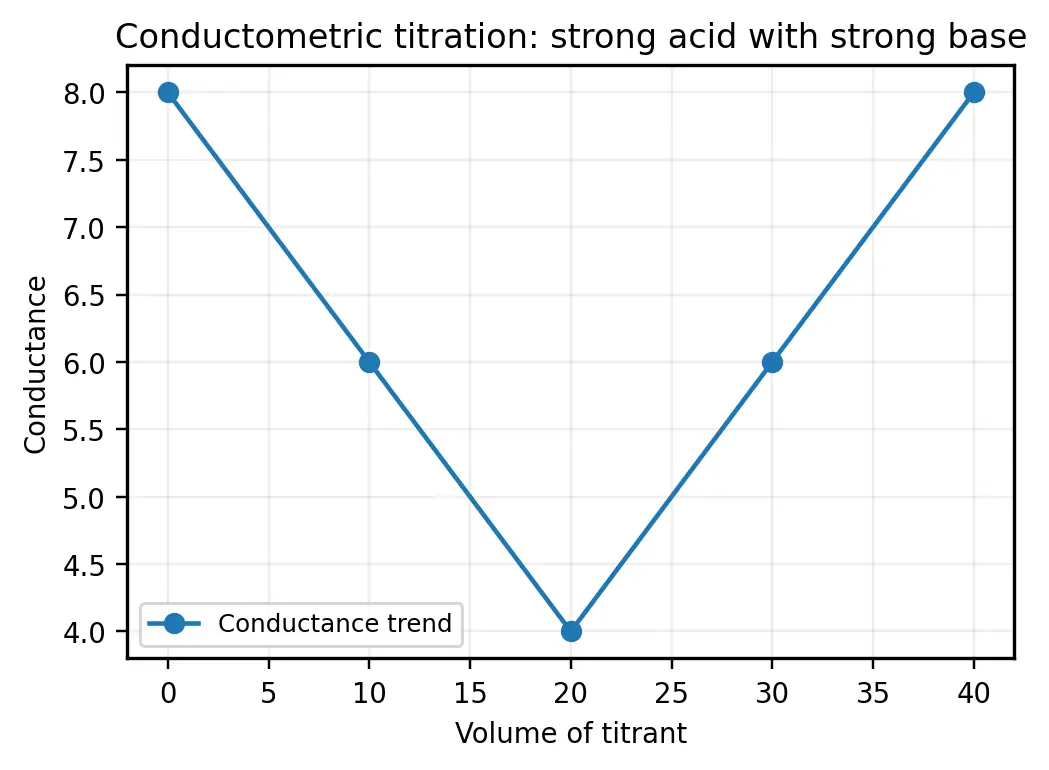 Conductometric titration: strong acid with strong base
Conductance
8.0
7.5
7.0
6.5
6.0
5.5
5.0
4.5
4.0
Conductance trend
0 5 10 15 20 25 30 35 40
Volume of titrant